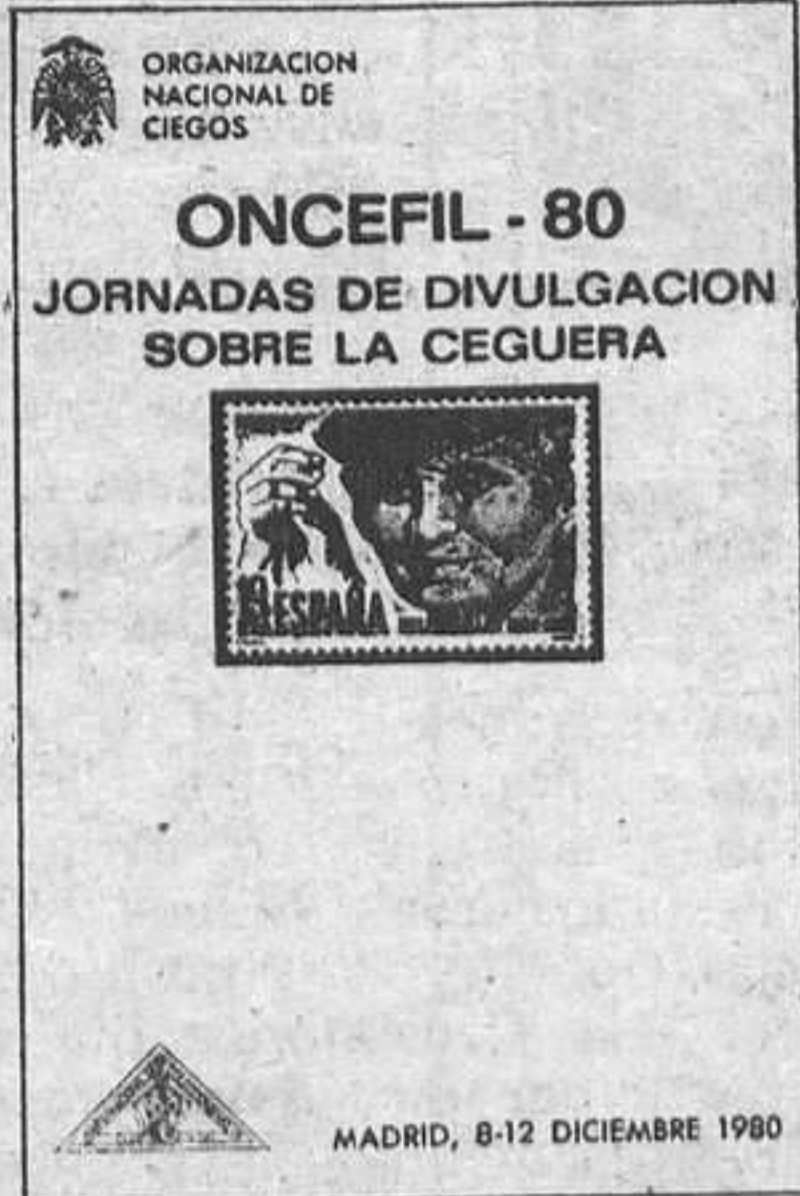 ORGANIZACION
NACIONAL DE
CIEGOS
ONCEFIL - 80
JORNADAS DE DIVULGACION
SOBRE LA CEGUERA
ESPAÑA
MADRID, 8-12 DICIEMBRE 1980